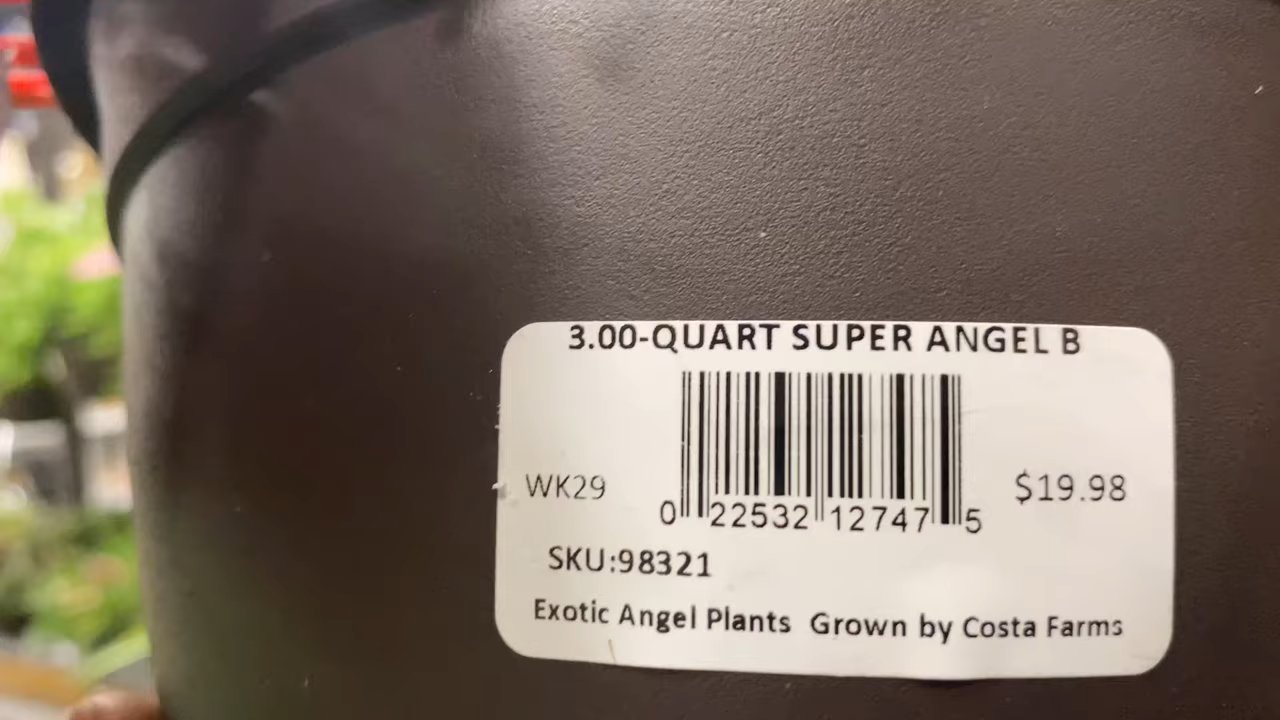 3.00-QUART SUPER ANGEL B
WK29
$19.98
0 22532 12747 5
SKU:98321
Exotic Angel Plants Grown by Costa Farms